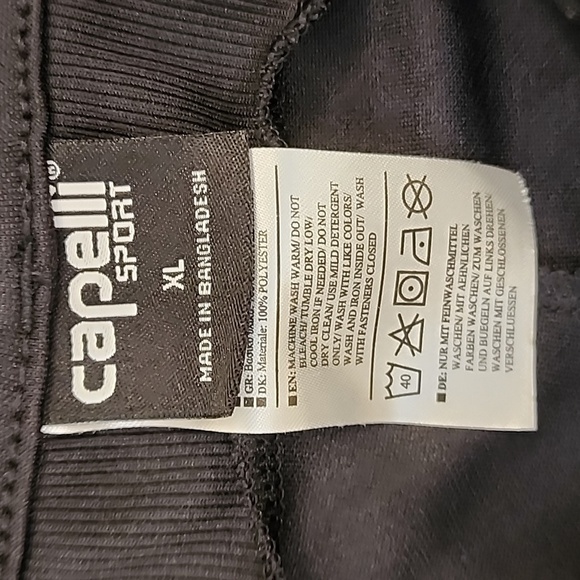 capelli®
SPORT
XL
MADE IN BANGLADESH
GR:
DK: Materiale: 100% POLYESTER
EN: MACHINE WASH WARM/ DO NOT
BLEACH/ TUMBLE DRY LOW/
COOL IRON IF NEEDED/ DO NOT
DRY CLEAN/ USE MILD DETERGENT
ONLY/ WASH WITH LIKE COLORS/
WASH AND IRON INSIDE OUT/ WASH
WITH FASTENERS CLOSED
40
DE: NUR MIT FEINWASCHMITTEL
WASCHEN/ MIT AEHNLICHEN
FARBEN WASCHEN/ ZUM WASCHEN
UND BUEGELN AUF LINKS DREHEN/
WASCHEN MIT GESCHLOSSENEN
VERSCHLUESSEN